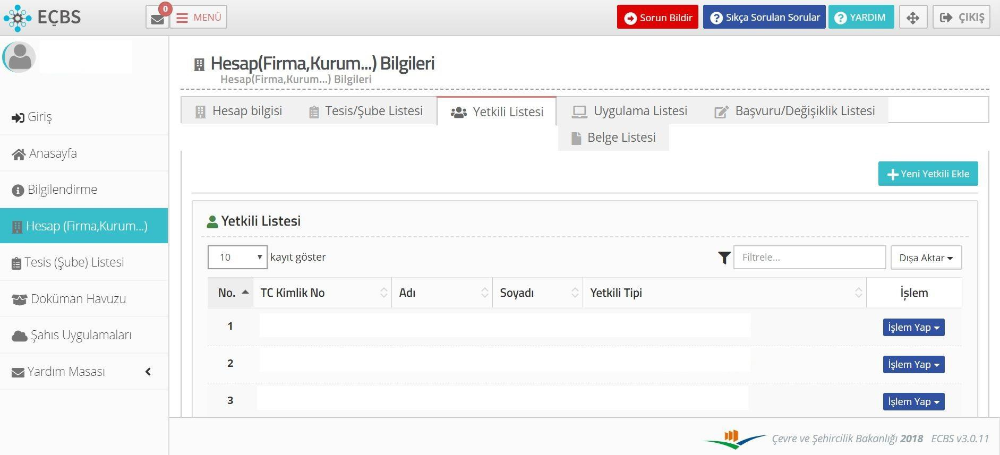 EÇBS
0
MENÜ
Sorun Bildir
Sıkça Sorulan Sorular
YARDIM
ÇIKIŞ
Giriş
Anasayfa
Bilgilendirme
Hesap (Firma,Kurum...)
Tesis (Şube) Listesi
Doküman Havuzu
Şahıs Uygulamaları
Yardım Masası
Hesap(Firma,Kurum...) Bilgileri
Hesap(Firma,Kurum...) Bilgileri
Hesap bilgisi
Tesis/Şube Listesi
Yetkili Listesi
Uygulama Listesi
Başvuru/Değişiklik Listesi
Belge Listesi
Yeni Yetkili Ekle
Yetkili Listesi
10 kayıt göster
Filtrele...
Dışa Aktar
No. TC Kimlik No Adı Soyadı Yetkili Tipi İşlem
1 İşlem Yap
2 İşlem Yap
3 İşlem Yap
Çevre ve Şehircilik Bakanlığı 2018 ECBS v3.0.11